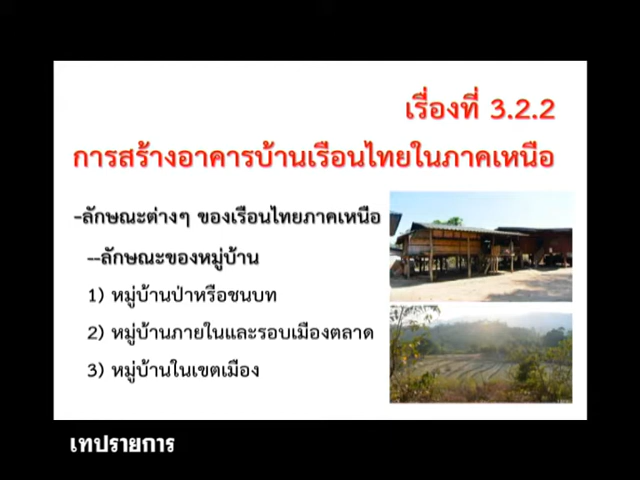 เรื่องที่ 3.2.2
การสร้างอาคารบ้านเรือนไทยในภาคเหนือ
-ลักษณะต่างๆ ของเรือนไทยภาคเหนือ
--ลักษณะของหมู่บ้าน
1) หมู่บ้านป่าหรือชนบท
2) หมู่บ้านภายในและรอบเมืองตลาด
3) หมู่บ้านในเขตเมือง
เทปรายการ